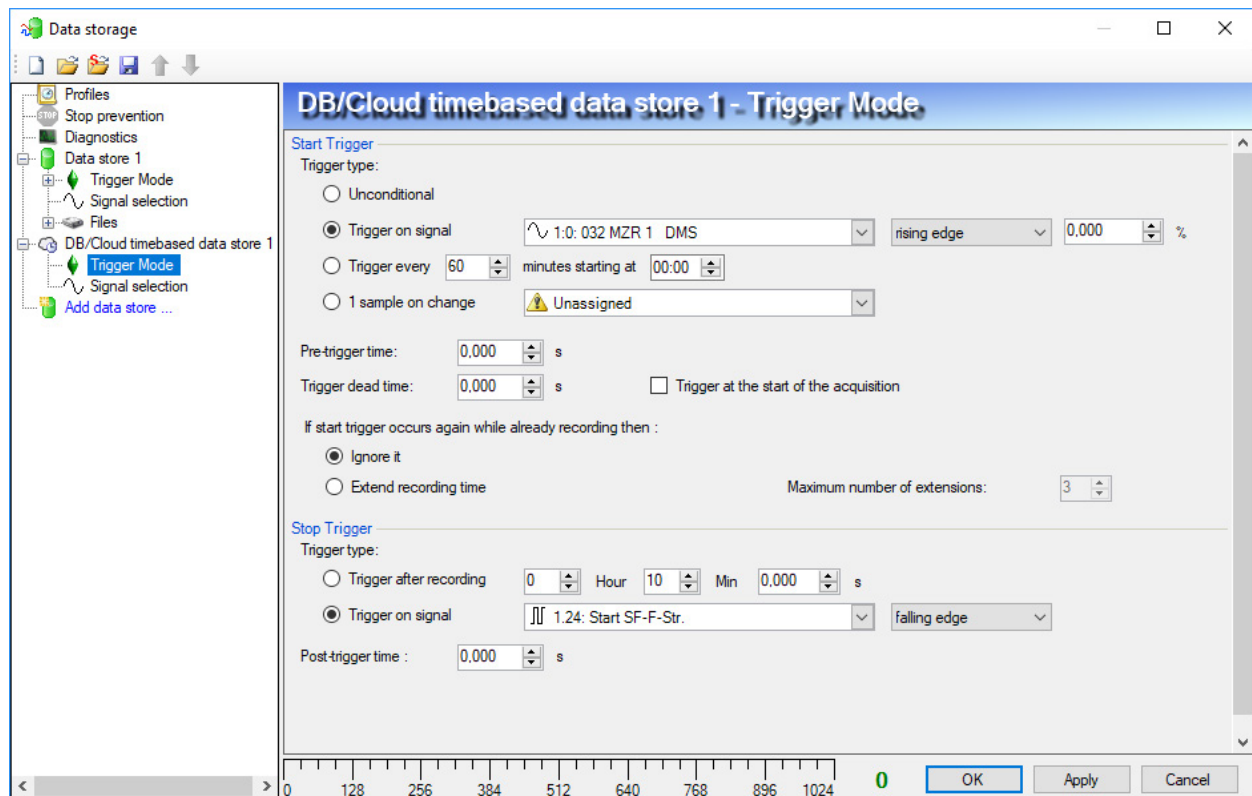 Data storage
Profiles
STOP Stop prevention
Diagnostics
Data store 1
Trigger Mode
Signal selection
Files
DB/Cloud timebased data store 1
Trigger Mode
Signal selection
Add data store ...
DB/Cloud timebased data store 1 - Trigger Mode
Start Trigger
Trigger type:
Unconditional
Trigger on signal 1:0: 032 MZR 1 DMS rising edge 0,000 %
Trigger every 60 minutes starting at 00:00
1 sample on change Unassigned
Pre-trigger time: 0,000 s
Trigger dead time: 0,000 s Trigger at the start of the acquisition
If start trigger occurs again while already recording then :
Ignore it
Extend recording time Maximum number of extensions: 3
Stop Trigger
Trigger type:
Trigger after recording 0 Hour 10 Min 0,000 s
Trigger on signal 1.24: Start SF-F-Str. falling edge
Post-trigger time : 0,000 s
0 128 256 384 512 640 768 896 1024 0 OK Apply Cancel